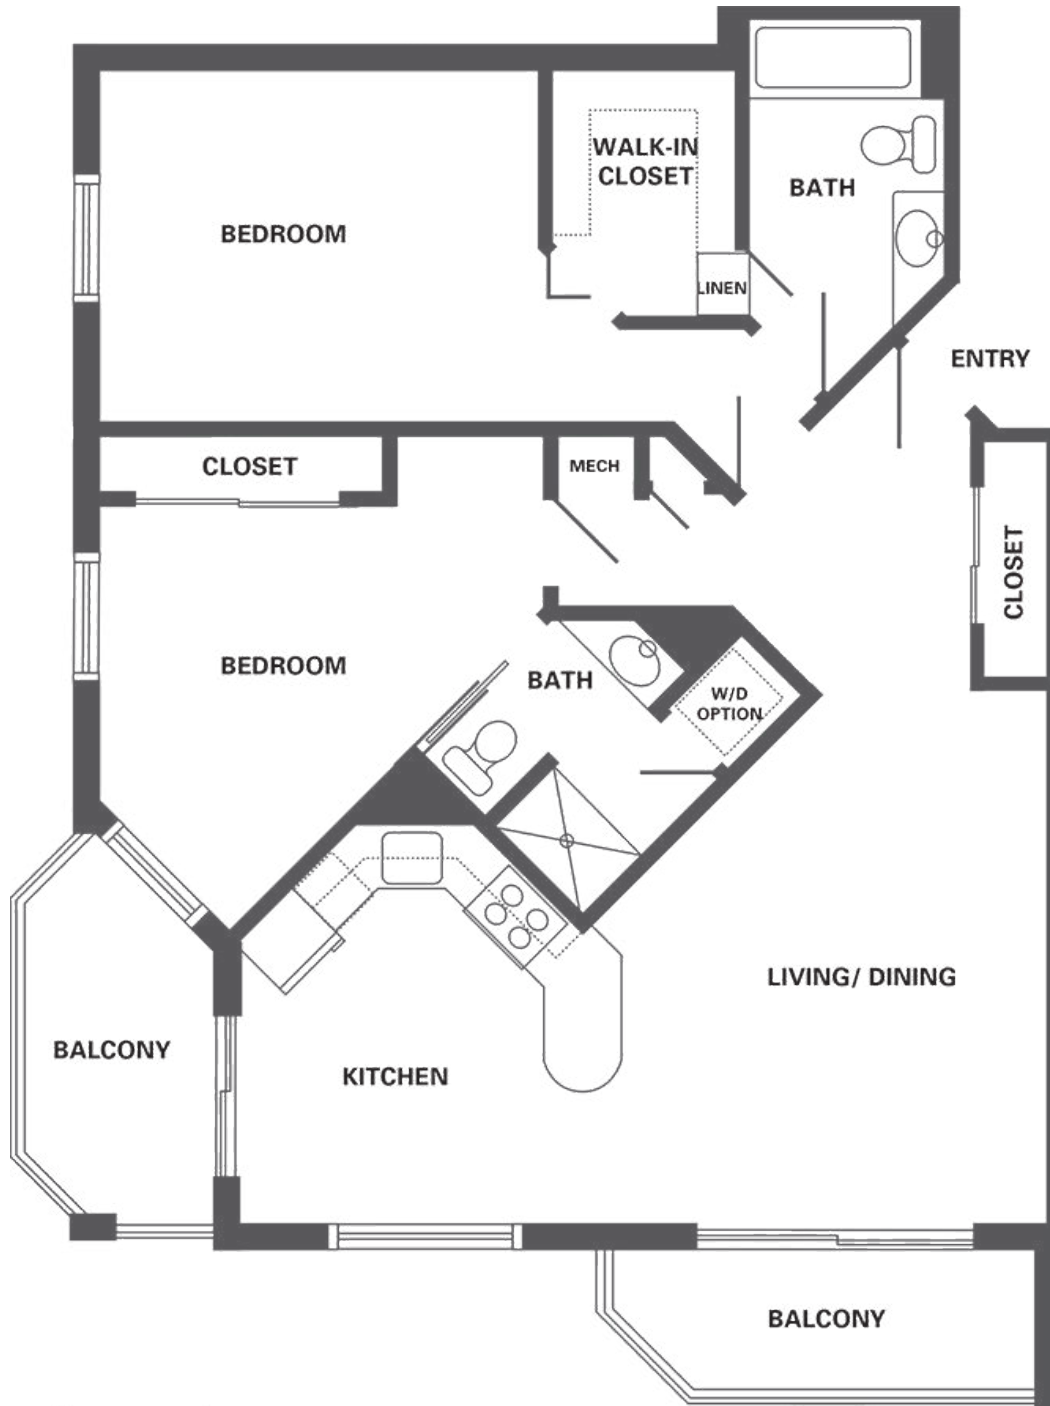 WALK-IN
CLOSET
BATH
BEDROOM
LINEN
ENTRY
CLOSET
MECH
CLOSET
BEDROOM
BATH
W/D
OPTION
LIVING/ DINING
BALCONY
KITCHEN
BALCONY